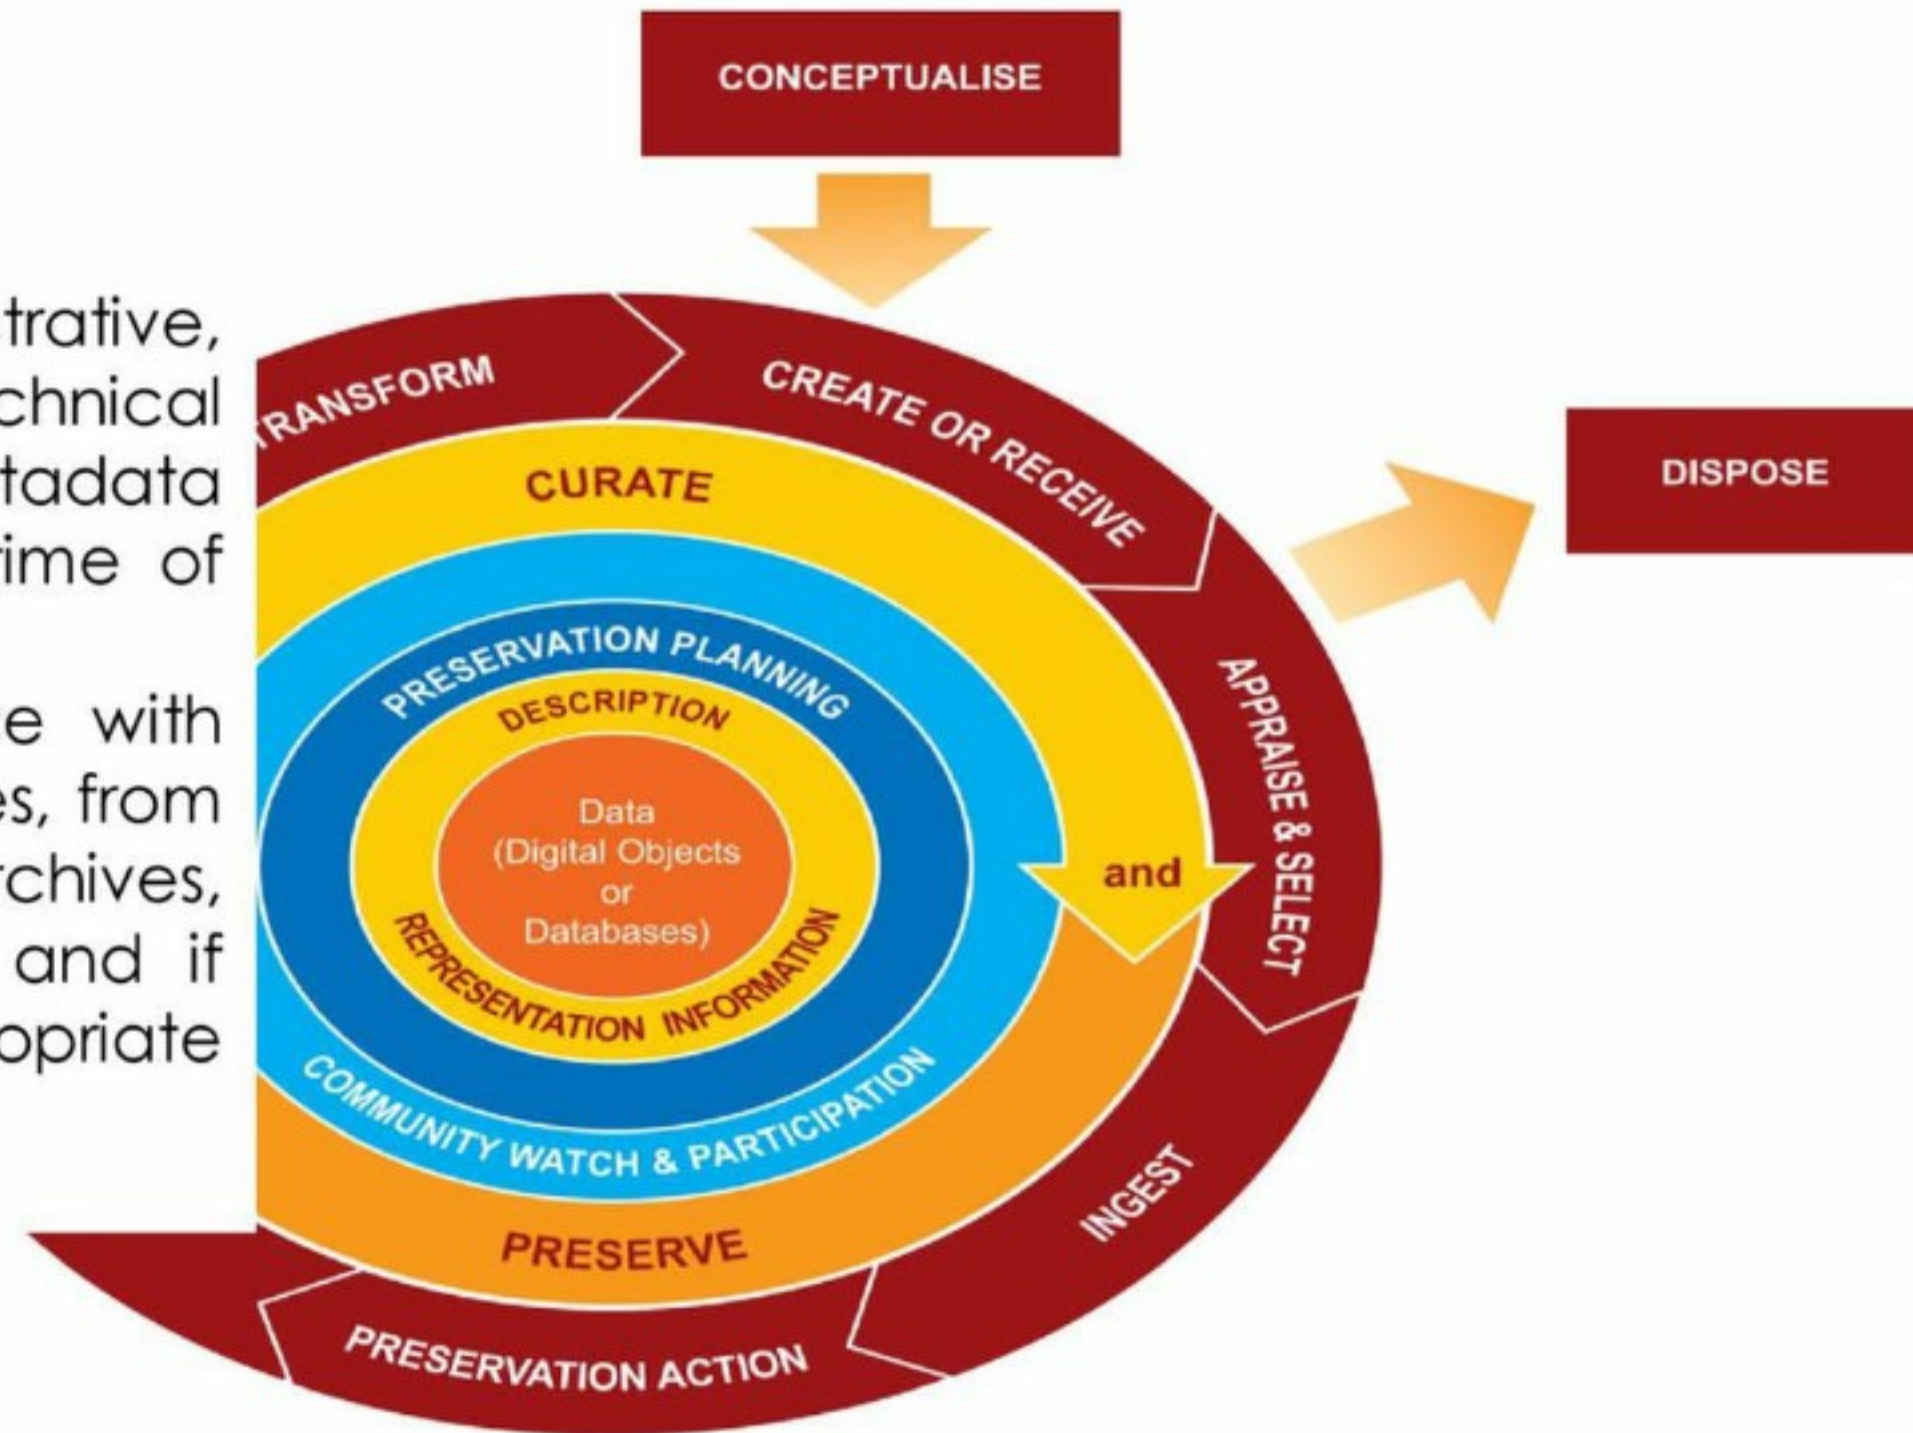 CONCEPTUALISE
trative,
chnical
tadata
time of
e with
es, from
rchives,
and if
opriate
TRANSFORM
CREATE OR RECEIVE
DISPOSE
APPRAISE & SELECT
INGEST
PRESERVATION ACTION
CURATE
and
PRESERVE
PRESERVATION PLANNING
COMMUNITY WATCH & PARTICIPATION
DESCRIPTION
REPRESENTATION INFORMATION
Data
(Digital Objects
or
Databases)